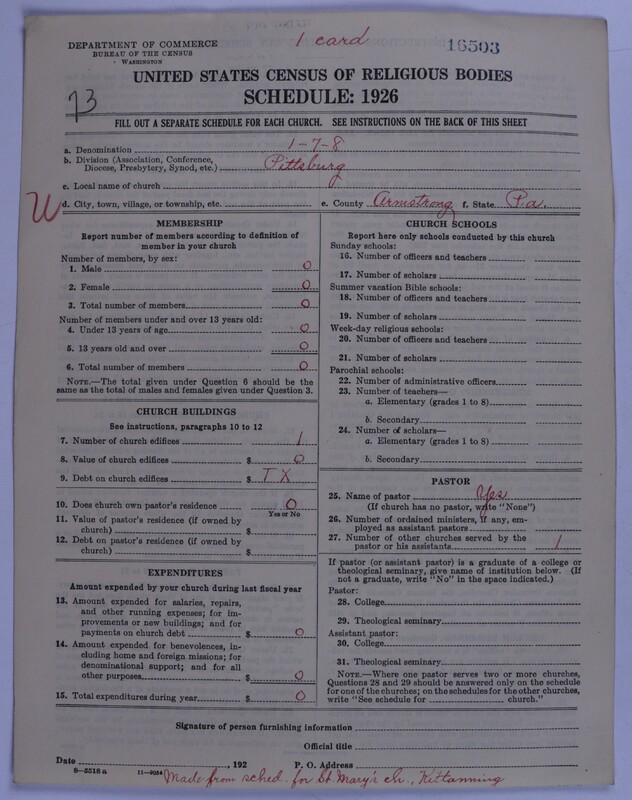 1 card
16503
DEPARTMENT OF COMMERCE
BUREAU OF THE CENSUS
WASHINGTON
UNITED STATES CENSUS OF RELIGIOUS BODIES
SCHEDULE: 1926
73
FILL OUT A SEPARATE SCHEDULE FOR EACH CHURCH. SEE INSTRUCTIONS ON THE BACK OF THIS SHEET
a. Denomination 1-7-8
b. Division (Association, Conference, Diocese, Presbytery, Synod, etc.) Pittsburg
c. Local name of church
W d. City, town, village, or township, etc. e. County Armstrong f. State Pa.
MEMBERSHIP
Report number of members according to definition of
member in your church
Number of members, by sex:
1. Male 0
2. Female 0
3. Total number of members 0
Number of members under and over 13 years old:
4. Under 13 years of age 0
5. 13 years old and over 0
6. Total number of members 0
NOTE.—The total given under Question 6 should be
the same as the total of males and females given under Question 3.
CHURCH BUILDINGS
See instructions, paragraphs 10 to 12
7. Number of church edifices 1
8. Value of church edifices $ 0
9. Debt on church edifices $ TX
10. Does church own pastor's residence 0
Yes or No
11. Value of pastor's residence (if owned by
church) $
12. Debt on pastor's residence (if owned by
church) $
EXPENDITURES
Amount expended by your church during last fiscal year
13. Amount expended for salaries, repairs,
and other running expenses; for im-
provements or new buildings; and for
payments on church debt $ 0
14. Amount expended for benevolences, in-
cluding home and foreign missions; for
denominational support; and for all
other purposes $ 0
15. Total expenditures during year $ 0
CHURCH SCHOOLS
Report here only schools conducted by this church
Sunday schools:
16. Number of officers and teachers
17. Number of scholars
Summer vacation Bible schools:
18. Number of officers and teachers
19. Number of scholars
Week-day religious schools:
20. Number of officers and teachers
21. Number of scholars
Parochial schools:
22. Number of administrative officers
23. Number of teachers—
a. Elementary (grades 1 to 8)
b. Secondary
24. Number of scholars—
a. Elementary (grades 1 to 8)
b. Secondary
PASTOR
25. Name of pastor Yes
(If church has no pastor, write "None")
26. Number of ordained ministers, if any, em-
ployed as assistant pastors
27. Number of other churches served by the
pastor or his assistants 1
If pastor (or assistant pastor) is a graduate of a college or
theological seminary, give name of institution below. (If
not a graduate, write "No" in the space indicated.)
Pastor:
28. College
29. Theological seminary
Assistant pastor:
30. College
31. Theological seminary
NOTE.—Where one pastor serves two or more churches,
Questions 28 and 29 should be answered only on the schedule
for one of the churches; on the schedules for the other churches,
write "See schedule for church."
Signature of person furnishing information
Official title
Date , 192 P. O. Address
8-5518 a 11-9054
Made from sched. for St. Mary's ch., Kittanning